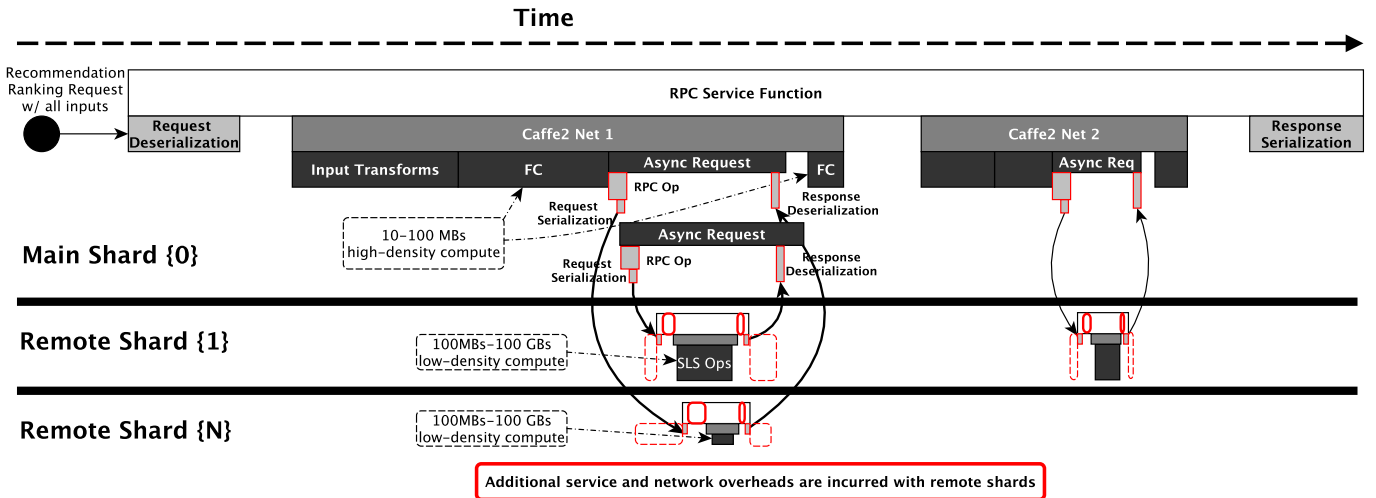 Time
Recommendation
Ranking Request
w/ all inputs
RPC Service Function
Request
Deserialization
Caffe2 Net 1
Caffe2 Net 2
Response
Serialization
Input Transforms
FC
Async Request
FC
Async Req
RPC Op
Request
Serialization
Response
Deserialization
10-100 MBs
high-density compute
Async Request
Main Shard {0}
RPC Op
Request
Serialization
Response
Deserialization
Remote Shard {1}
100MBs-100 GBs
low-density compute
SLS Ops
Remote Shard {N}
100MBs-100 GBs
low-density compute
Additional service and network overheads are incurred with remote shards